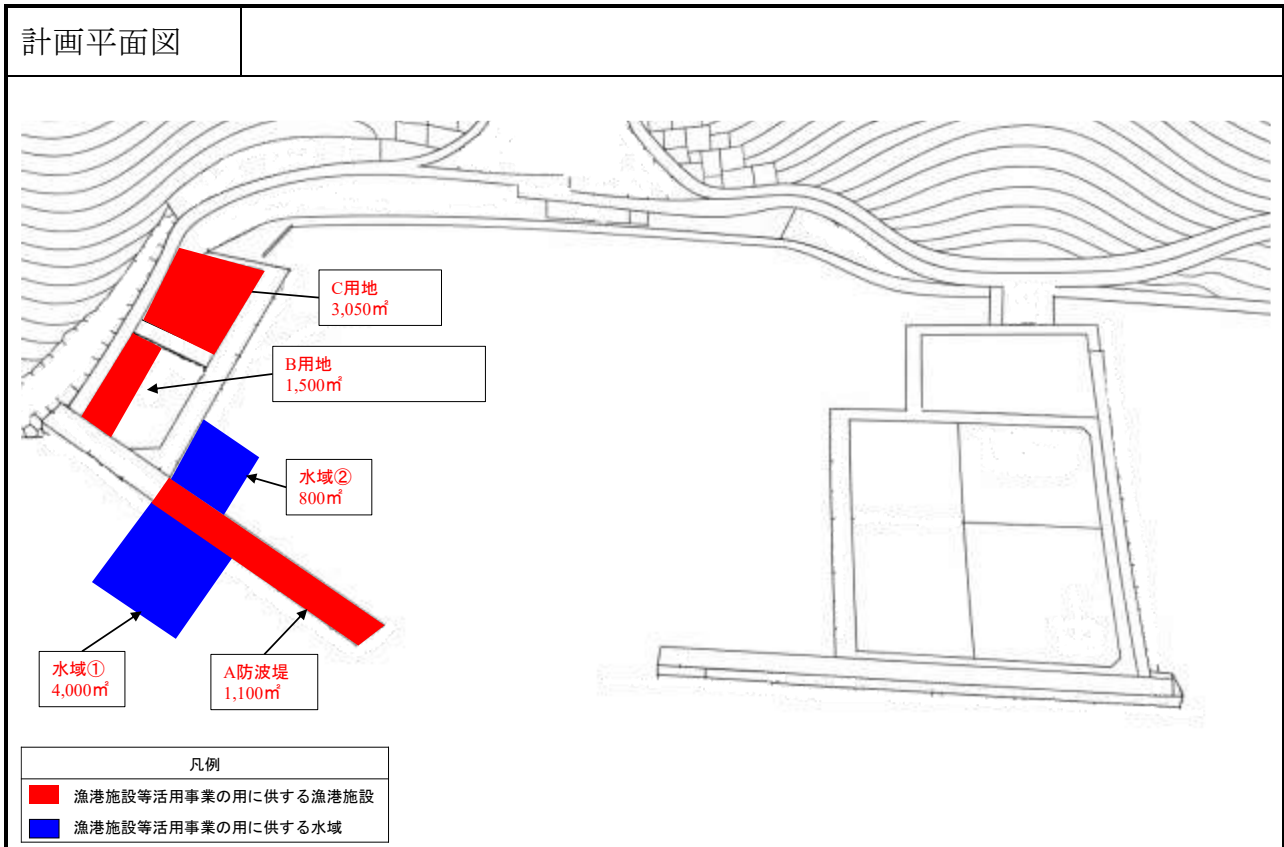 計画平面図
C用地
3,050㎡
B用地
1,500㎡
水域②
800㎡
水域①
4,000㎡
A防波堤
1,100㎡
凡例
漁港施設等活用事業の用に供する漁港施設
漁港施設等活用事業の用に供する水域